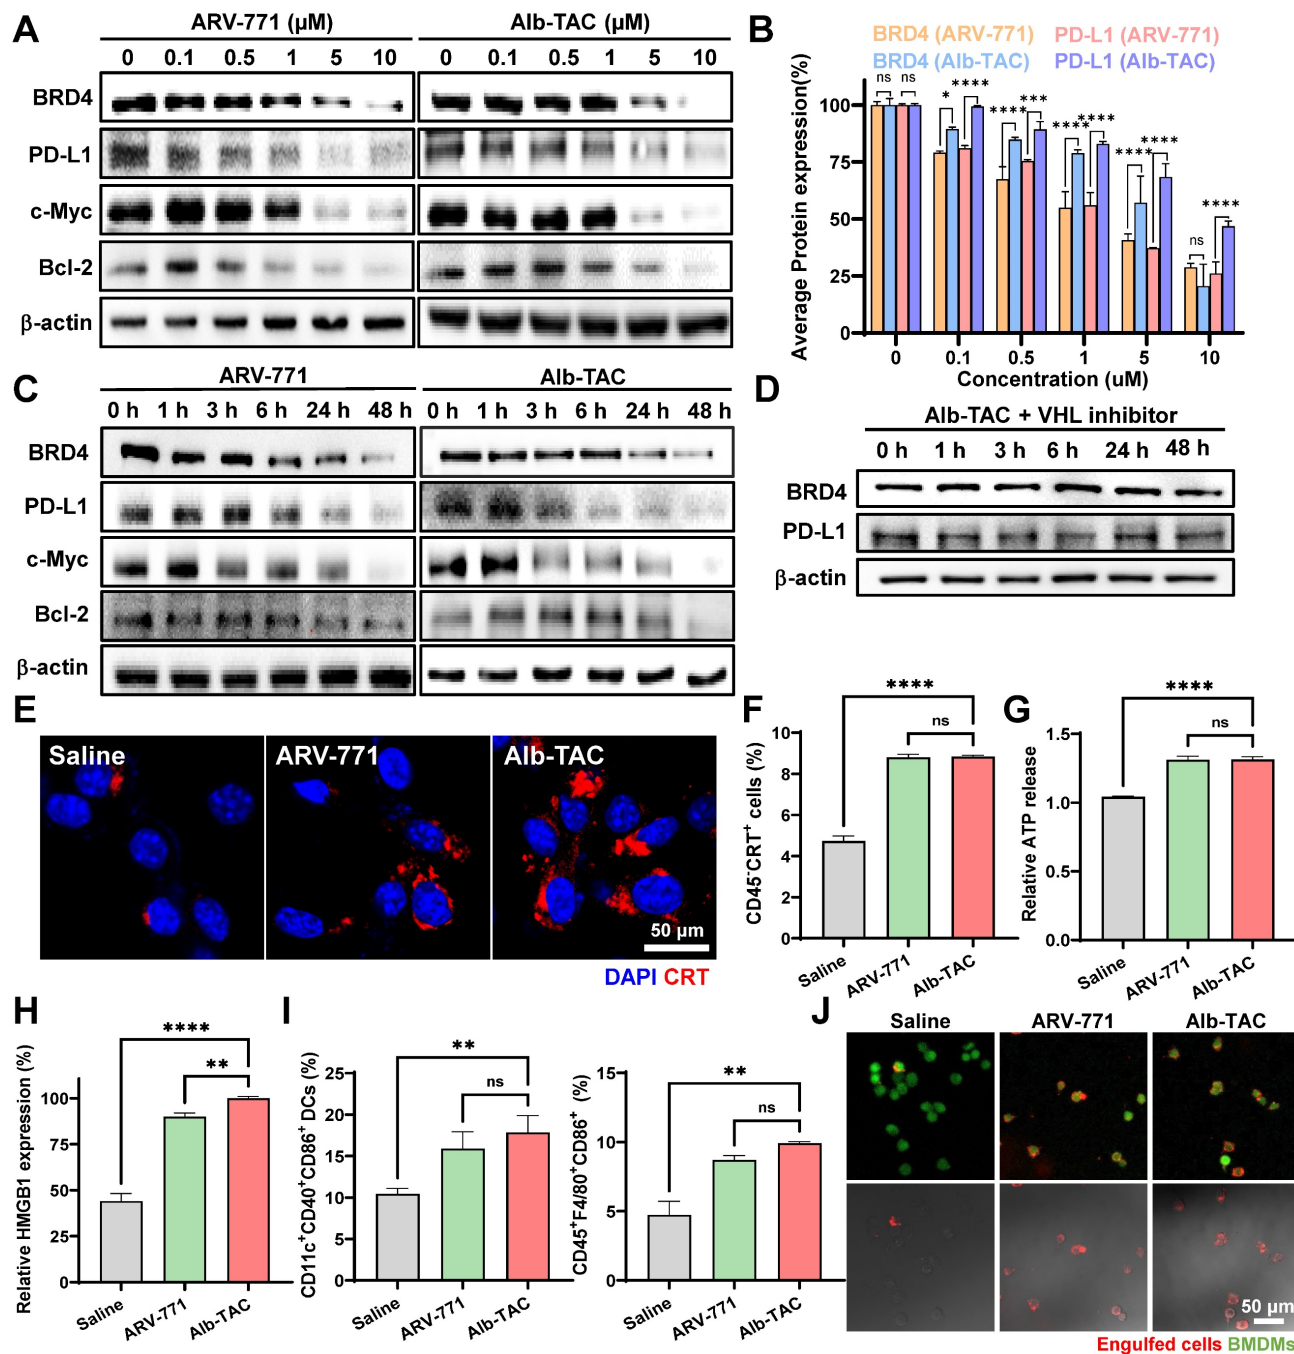 A
ARV-771 (µM)
Alb-TAC (µM)
0 0.1 0.5 1 5 10
0 0.1 0.5 1 5 10
BRD4
PD-L1
c-Myc
Bcl-2
β-actin
B
BRD4 (ARV-771) PD-L1 (ARV-771)
BRD4 (Alb-TAC) PD-L1 (Alb-TAC)
Average Protein expression(%)
100
75
50
25
0
ns ns
* ****
**** ***
**** ****
**** ****
ns ****
0 0.1 0.5 1 5 10
Concentration (uM)
C
ARV-771
Alb-TAC
0 h 1 h 3 h 6 h 24 h 48 h
0 h 1 h 3 h 6 h 24 h 48 h
BRD4
PD-L1
c-Myc
Bcl-2
β-actin
D
Alb-TAC + VHL inhibitor
0 h 1 h 3 h 6 h 24 h 48 h
BRD4
PD-L1
β-actin
E
Saline
ARV-771
Alb-TAC
50 µm
DAPI CRT
F
CD45⁻CRT⁺ cells (%)
10
8
6
4
2
0
****
ns
Saline
ARV-771
Alb-TAC
G
Relative ATP release
1.5
1.0
0.5
0.0
****
ns
Saline
ARV-771
Alb-TAC
H
Relative HMGB1 expression (%)
100
75
50
25
0
****
**
Saline
ARV-771
Alb-TAC
I
CD11c⁺CD40⁺CD86⁺ DCs (%)
25
20
15
10
5
0
**
ns
Saline
ARV-771
Alb-TAC
CD45⁺F4/80⁺CD86⁺ (%)
15
10
5
0
**
ns
Saline
ARV-771
Alb-TAC
J
Saline
ARV-771
Alb-TAC
50 µm
Engulfed cells BMDMs